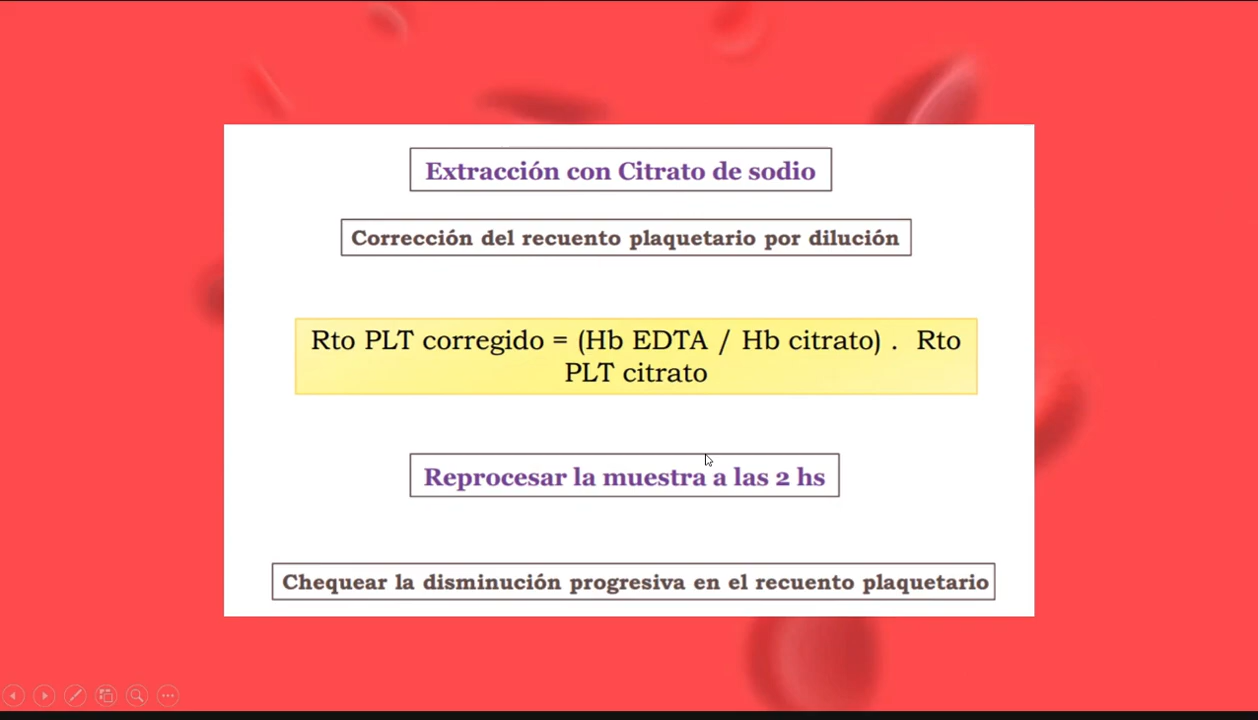 Extracción con Citrato de sodio
Corrección del recuento plaquetario por dilución
Rto PLT corregido = (Hb EDTA / Hb citrato) . Rto
PLT citrato
Reprocesar la muestra a las 2 hs
Chequear la disminución progresiva en el recuento plaquetario